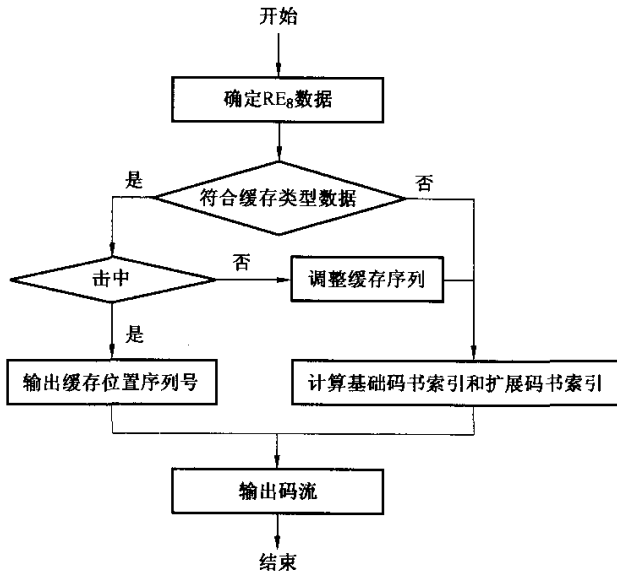 开始
确定RE₈数据
是
符合缓存类型数据
否
击中
否
调整缓存序列
是
输出缓存位置序列号
计算基础码书索引和扩展码书索引
输出码流
结束